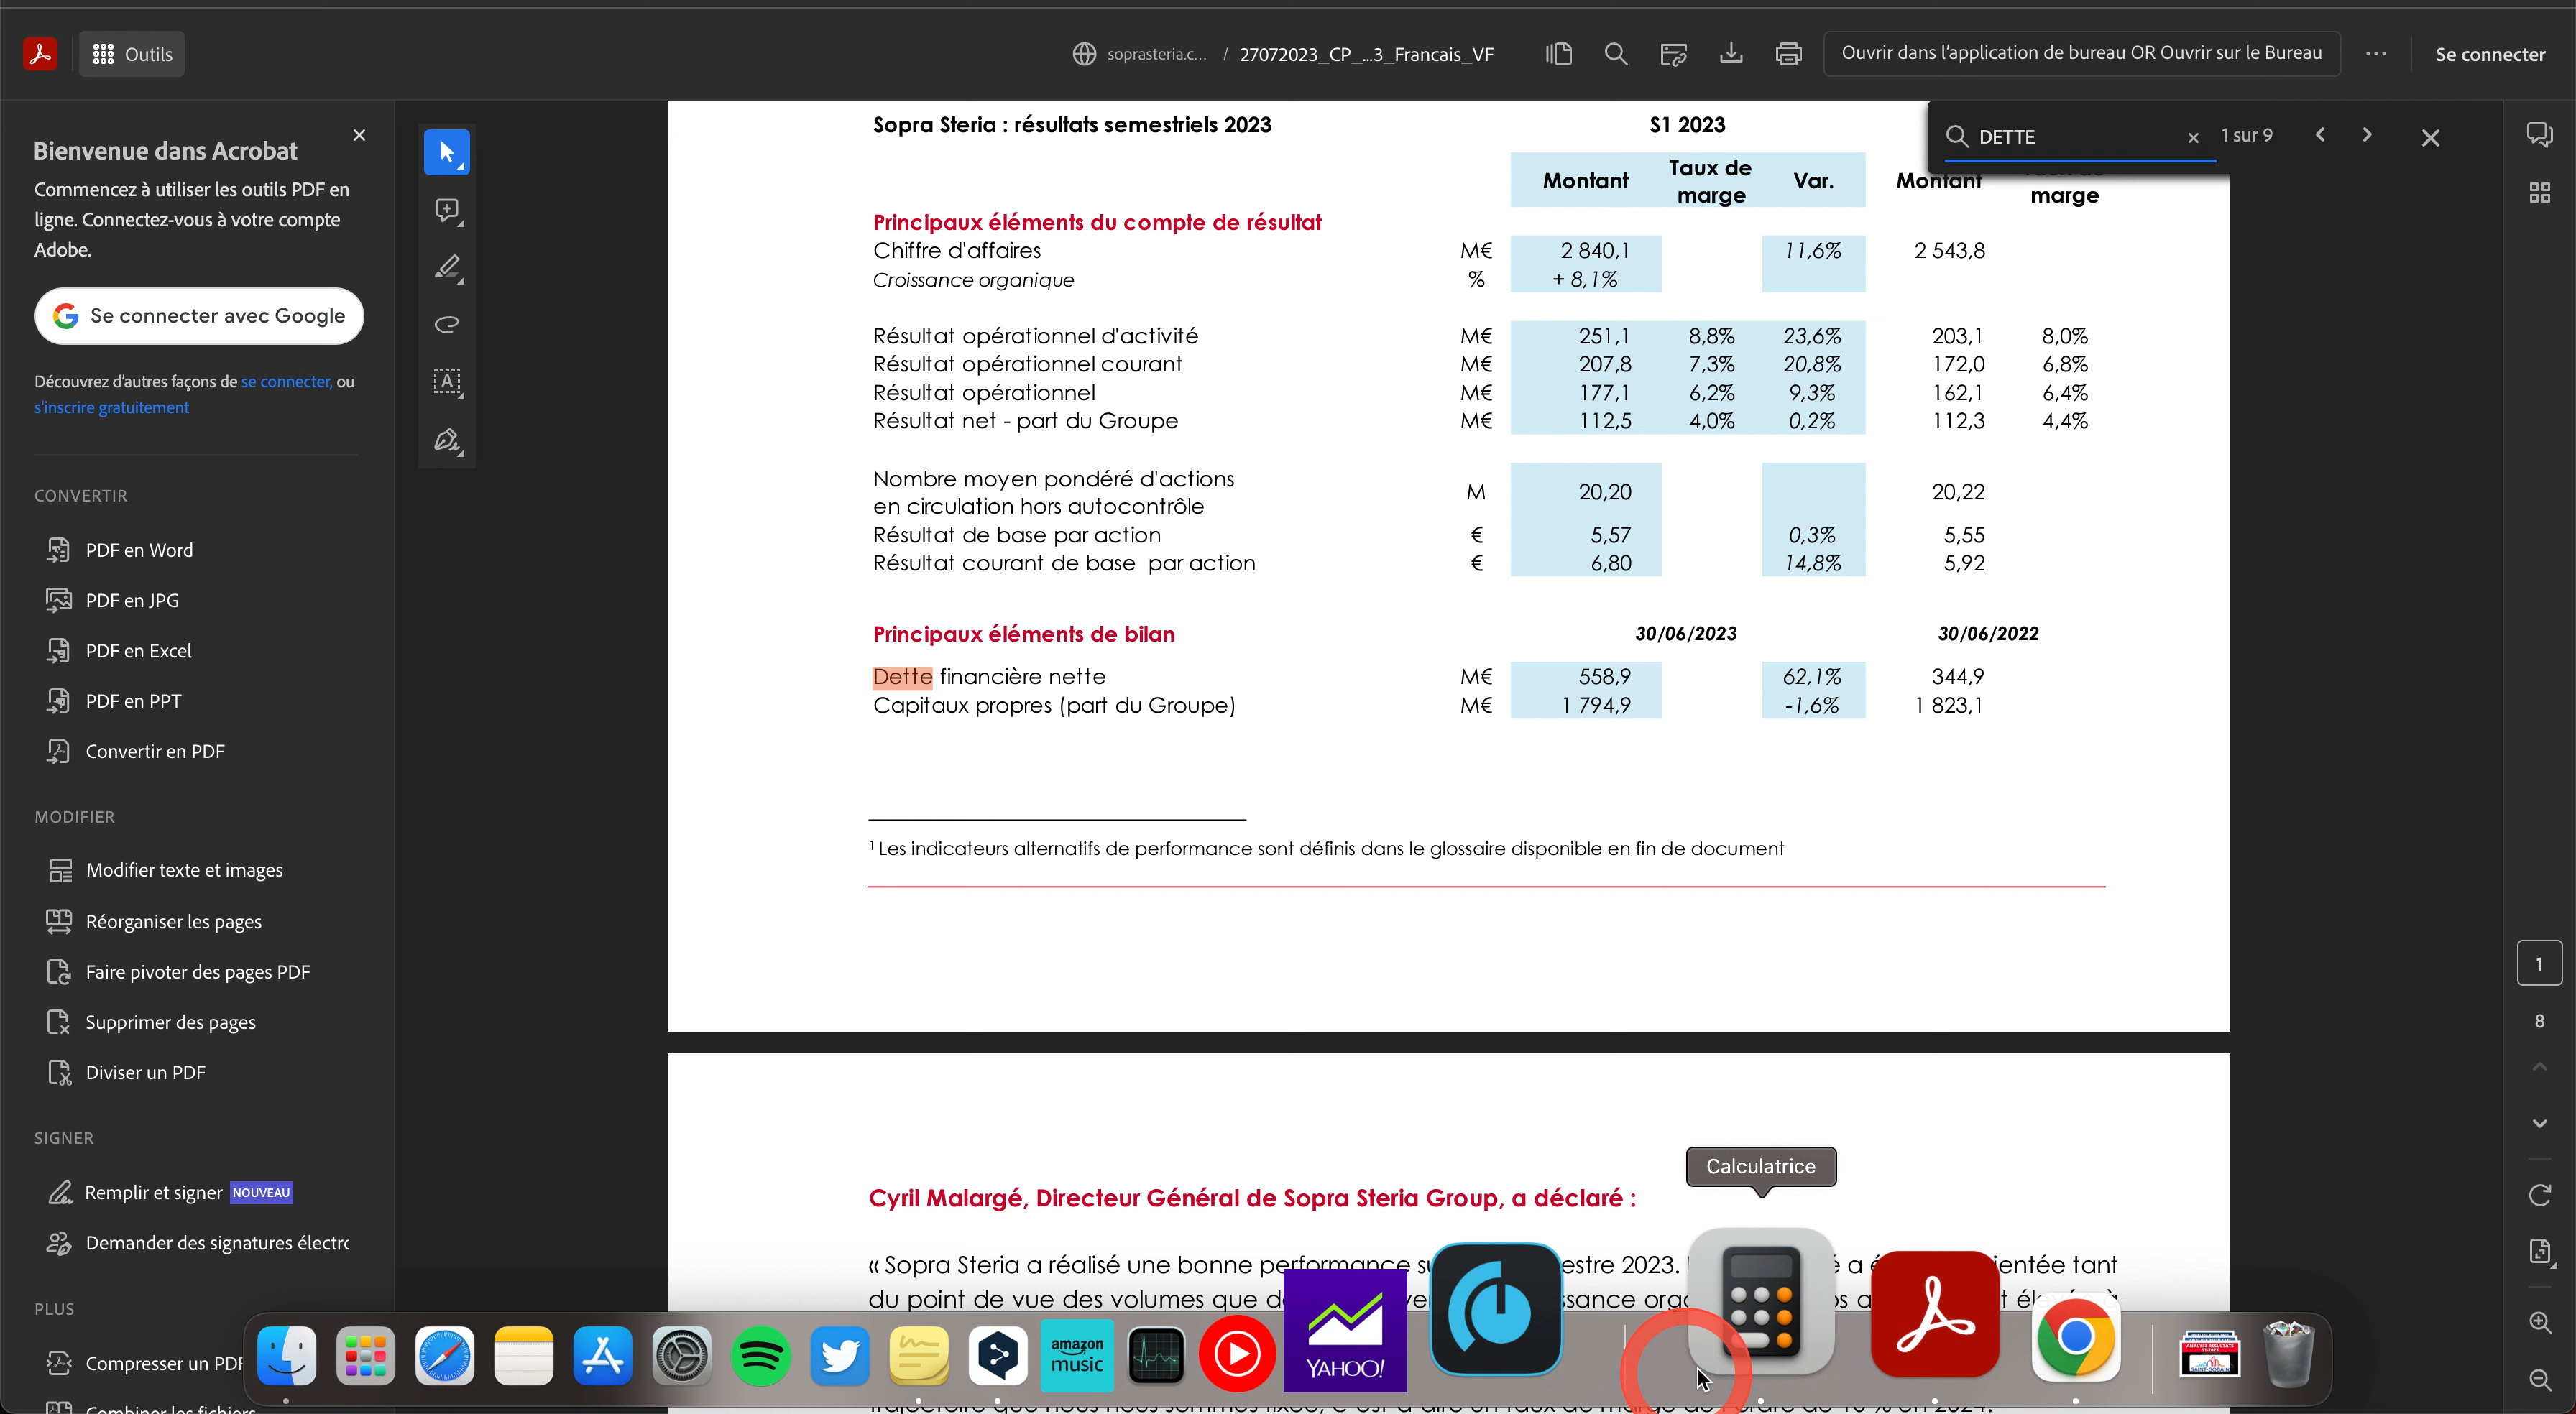 Outils
soprasteria.c... / 27072023_CP_...3_Francais_VF
Ouvrir dans l'application de bureau OR Ouvrir sur le Bureau
Se connecter
DETTE
1 sur 9
Bienvenue dans Acrobat
Commencez à utiliser les outils PDF en
ligne. Connectez-vous à votre compte
Adobe.
Se connecter avec Google
Découvrez d'autres façons de se connecter, ou
s'inscrire gratuitement
CONVERTIR
PDF en Word
PDF en JPG
PDF en Excel
PDF en PPT
Convertir en PDF
MODIFIER
Modifier texte et images
Réorganiser les pages
Faire pivoter des pages PDF
Supprimer des pages
Diviser un PDF
SIGNER
Remplir et signer NOUVEAU
Demander des signatures électro
PLUS
Compresser un PDF
Combiner les fichiers
Sopra Steria : résultats semestriels 2023 S1 2023
Montant Taux de marge Var. Montant marge
Principaux éléments du compte de résultat
Chiffre d'affaires M€ 2 840,1 11,6% 2 543,8
Croissance organique % + 8,1%
Résultat opérationnel d'activité M€ 251,1 8,8% 23,6% 203,1 8,0%
Résultat opérationnel courant M€ 207,8 7,3% 20,8% 172,0 6,8%
Résultat opérationnel M€ 177,1 6,2% 9,3% 162,1 6,4%
Résultat net - part du Groupe M€ 112,5 4,0% 0,2% 112,3 4,4%
Nombre moyen pondéré d'actions
en circulation hors autocontrôle M 20,20 20,22
Résultat de base par action € 5,57 0,3% 5,55
Résultat courant de base par action € 6,80 14,8% 5,92
Principaux éléments de bilan 30/06/2023 30/06/2022
Dette financière nette M€ 558,9 62,1% 344,9
Capitaux propres (part du Groupe) M€ 1 794,9 -1,6% 1 823,1
1 Les indicateurs alternatifs de performance sont définis dans le glossaire disponible en fin de document
Cyril Malargé, Directeur Général de Sopra Steria Group, a déclaré :
« Sopra Steria a réalisé une bonne performance su estre 2023. é a é ientée tant
du point de vue des volumes que d
Calculatrice
amazon
music
YAHOO!
1
8